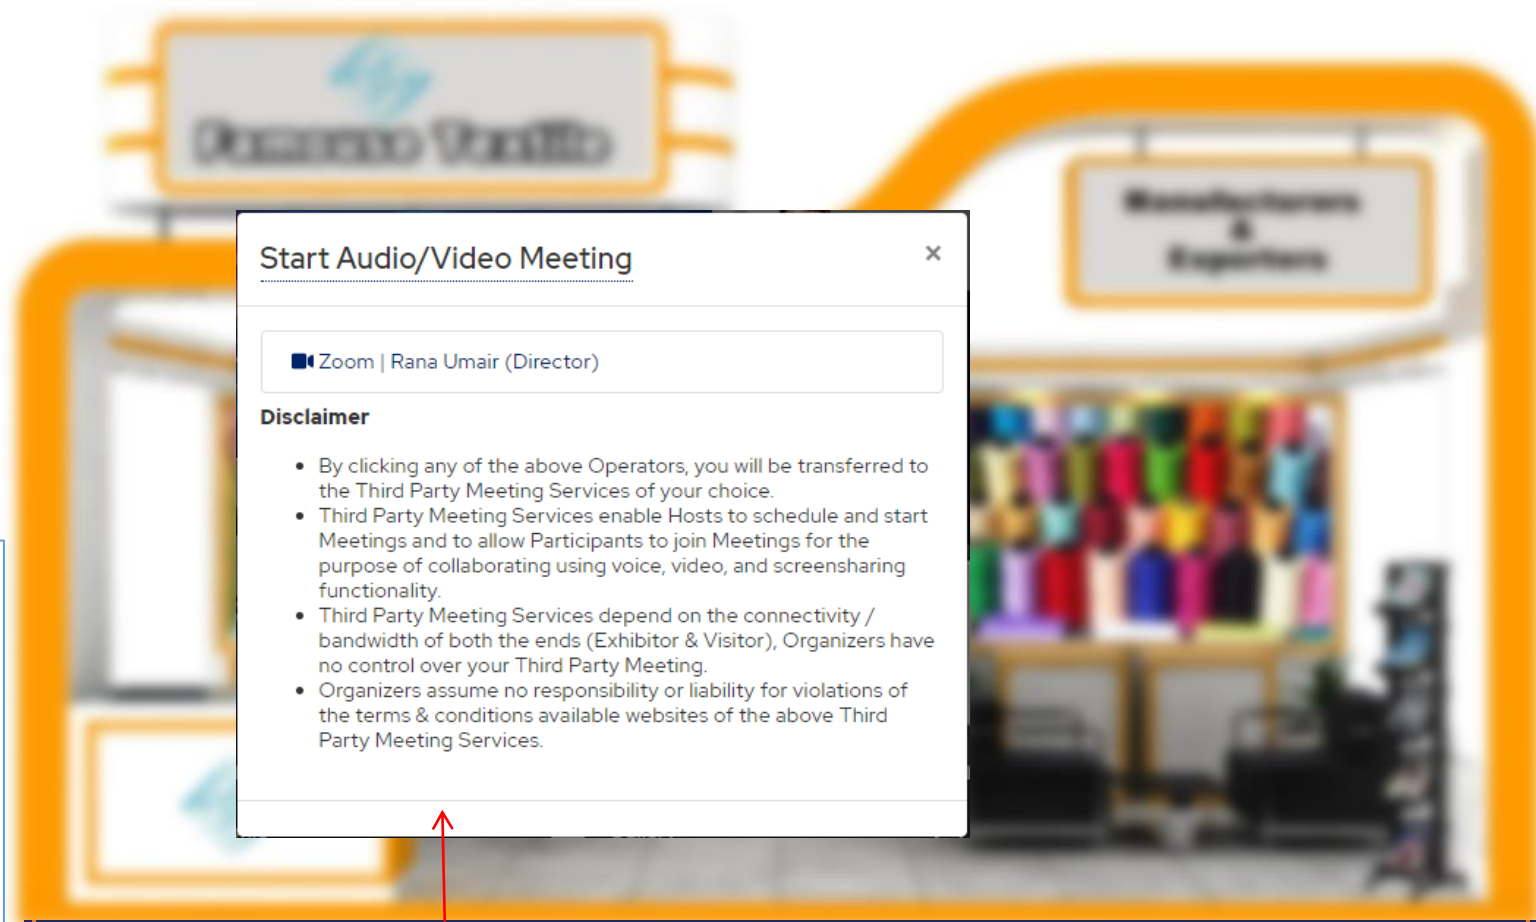 Famouse Textile
Manufacturers
&
Exporters
Start Audio/Video Meeting
×
Zoom | Rana Umair (Director)
Disclaimer
• By clicking any of the above Operators, you will be transferred to
the Third Party Meeting Services of your choice.
• Third Party Meeting Services enable Hosts to schedule and start
Meetings and to allow Participants to join Meetings for the
purpose of collaborating using voice, video, and screensharing
functionality.
• Third Party Meeting Services depend on the connectivity /
bandwidth of both the ends (Exhibitor & Visitor), Organizers have
no control over your Third Party Meeting.
• Organizers assume no responsibility or liability for violations of
the terms & conditions available websites of the above Third
Party Meeting Services.